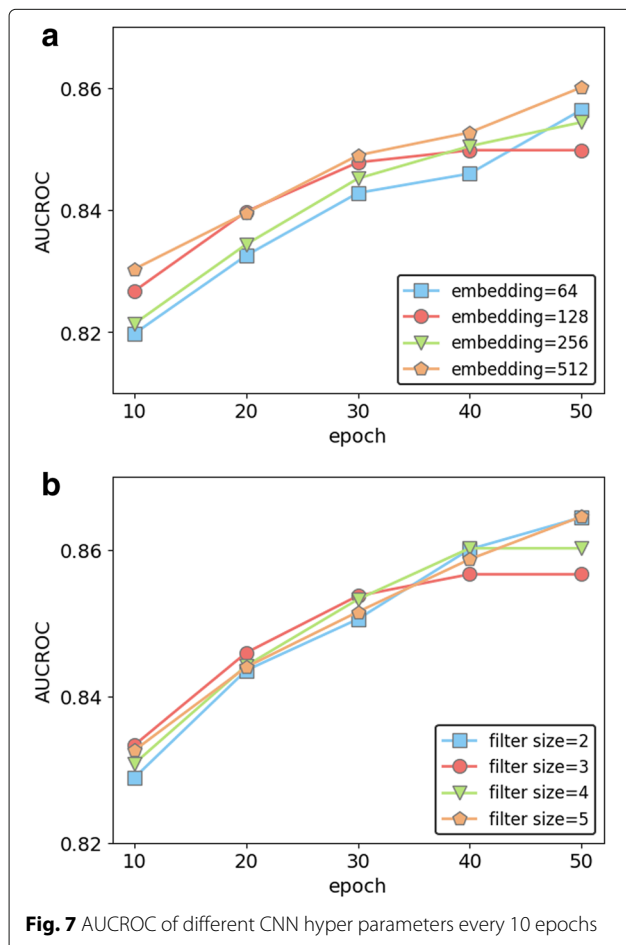 a
0.86
0.84
0.82
AUCROC
embedding=64
embedding=128
embedding=256
embedding=512
10 20 30 40 50
epoch
b
0.86
0.84
0.82
AUCROC
filter size=2
filter size=3
filter size=4
filter size=5
10 20 30 40 50
epoch
Fig. 7 AUCROC of different CNN hyper parameters every 10 epochs